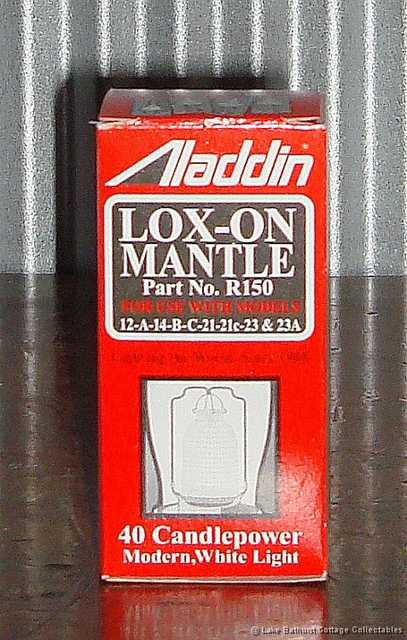 Aladdin
LOX-ON
MANTLE
Part No. R150
FOR USE WITH MODELS
12-A-14-B-C-21-21c-23 & 23A
40 Candlepower
Modern,White Light
@ Lake Bathurst Cottage Collectables